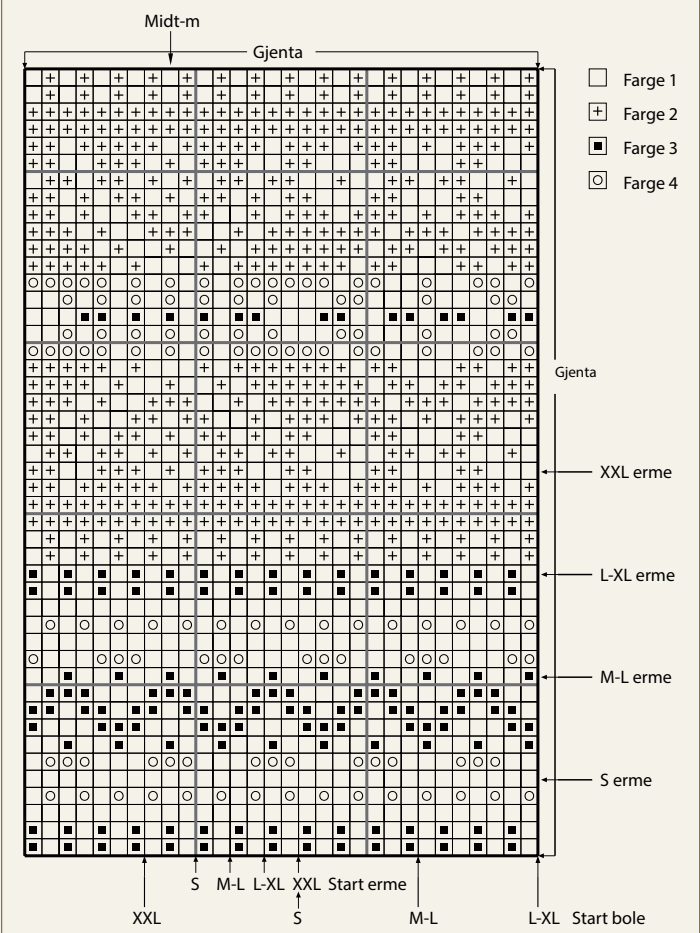 Midt-m
Gjenta
Farge 1
Farge 2
Farge 3
Farge 4
Gjenta
XXL erme
L-XL erme
M-L erme
S erme
S M-L L-XL XXL Start erme
XXL S M-L L-XL Start bole